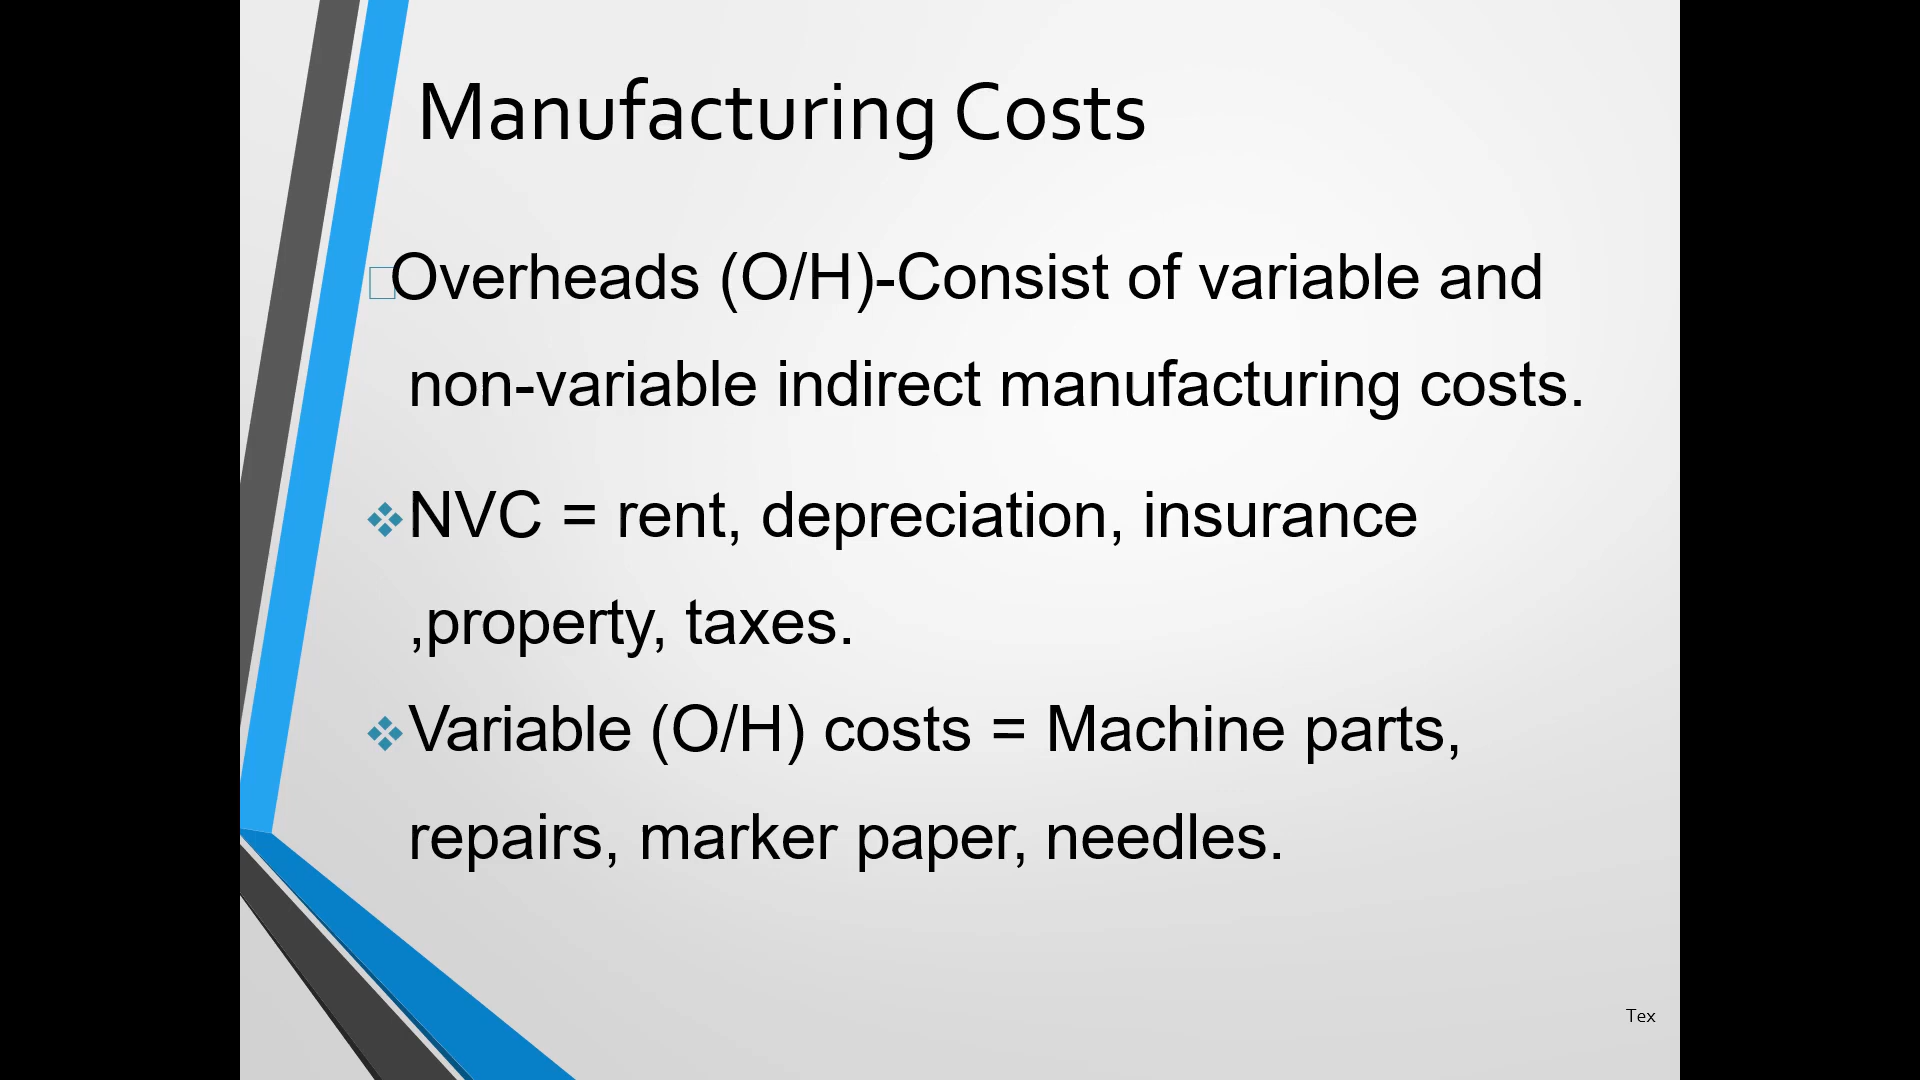 Manufacturing Costs
Overheads (O/H)-Consist of variable and
non-variable indirect manufacturing costs.
❖NVC = rent, depreciation, insurance
,property, taxes.
❖Variable (O/H) costs = Machine parts,
repairs, marker paper, needles.
Tex